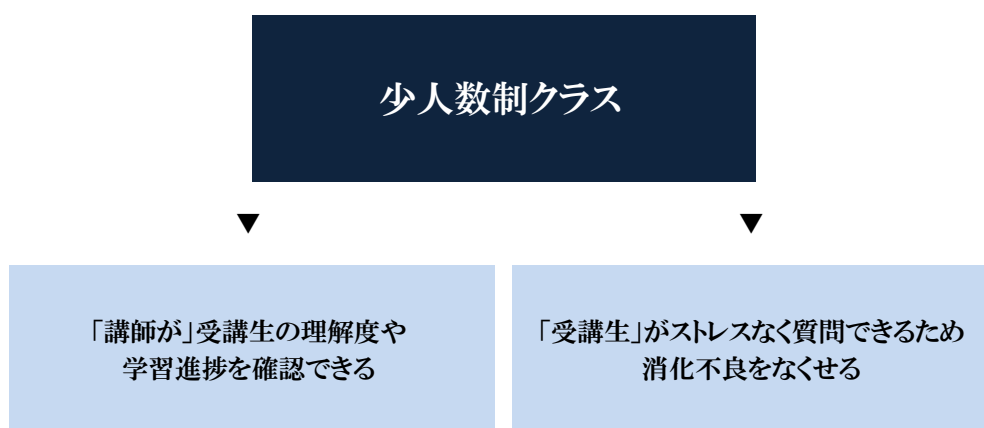 少人数制クラス
▼
▼
「講師が」受講生の理解度や
学習進捗を確認できる
「受講生」がストレスなく質問できるため
消化不良をなくせる